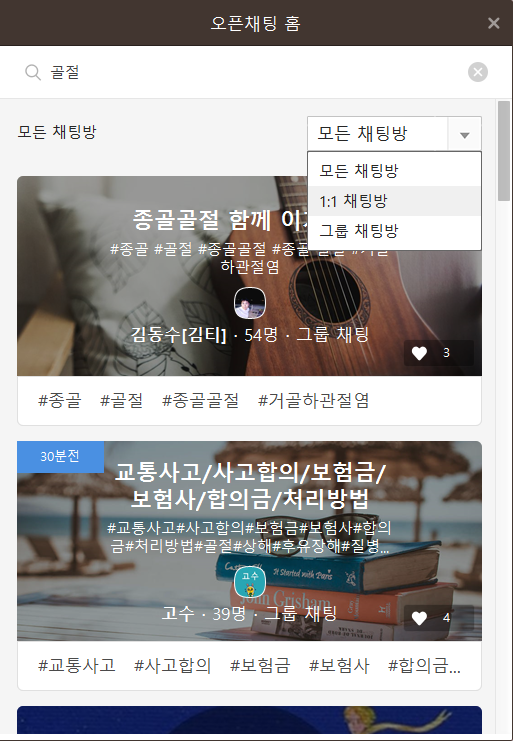 오픈채팅 홈
골절
모든 채팅방
모든 채팅방
모든 채팅방
1:1 채팅방
그룹 채팅방
종골골절 함께
#종골 #골절 #종골골절 #종골
하관절염
김동수[김티] · 54명 · 그룹 채팅
3
#종골 #골절 #종골골절 #거골하관절염
30분전
교통사고/사고합의/보험금/
보험사/합의금/처리방법
#교통사고#사고합의#보험금#보험사#합의
금#처리방법#골절#상해#후유장해#질병...
It Started with Paris
John Grisham
고수
고수 · 39명 · 그룹 채팅
4
#교통사고 #사고합의 #보험금 #보험사 #합의금...